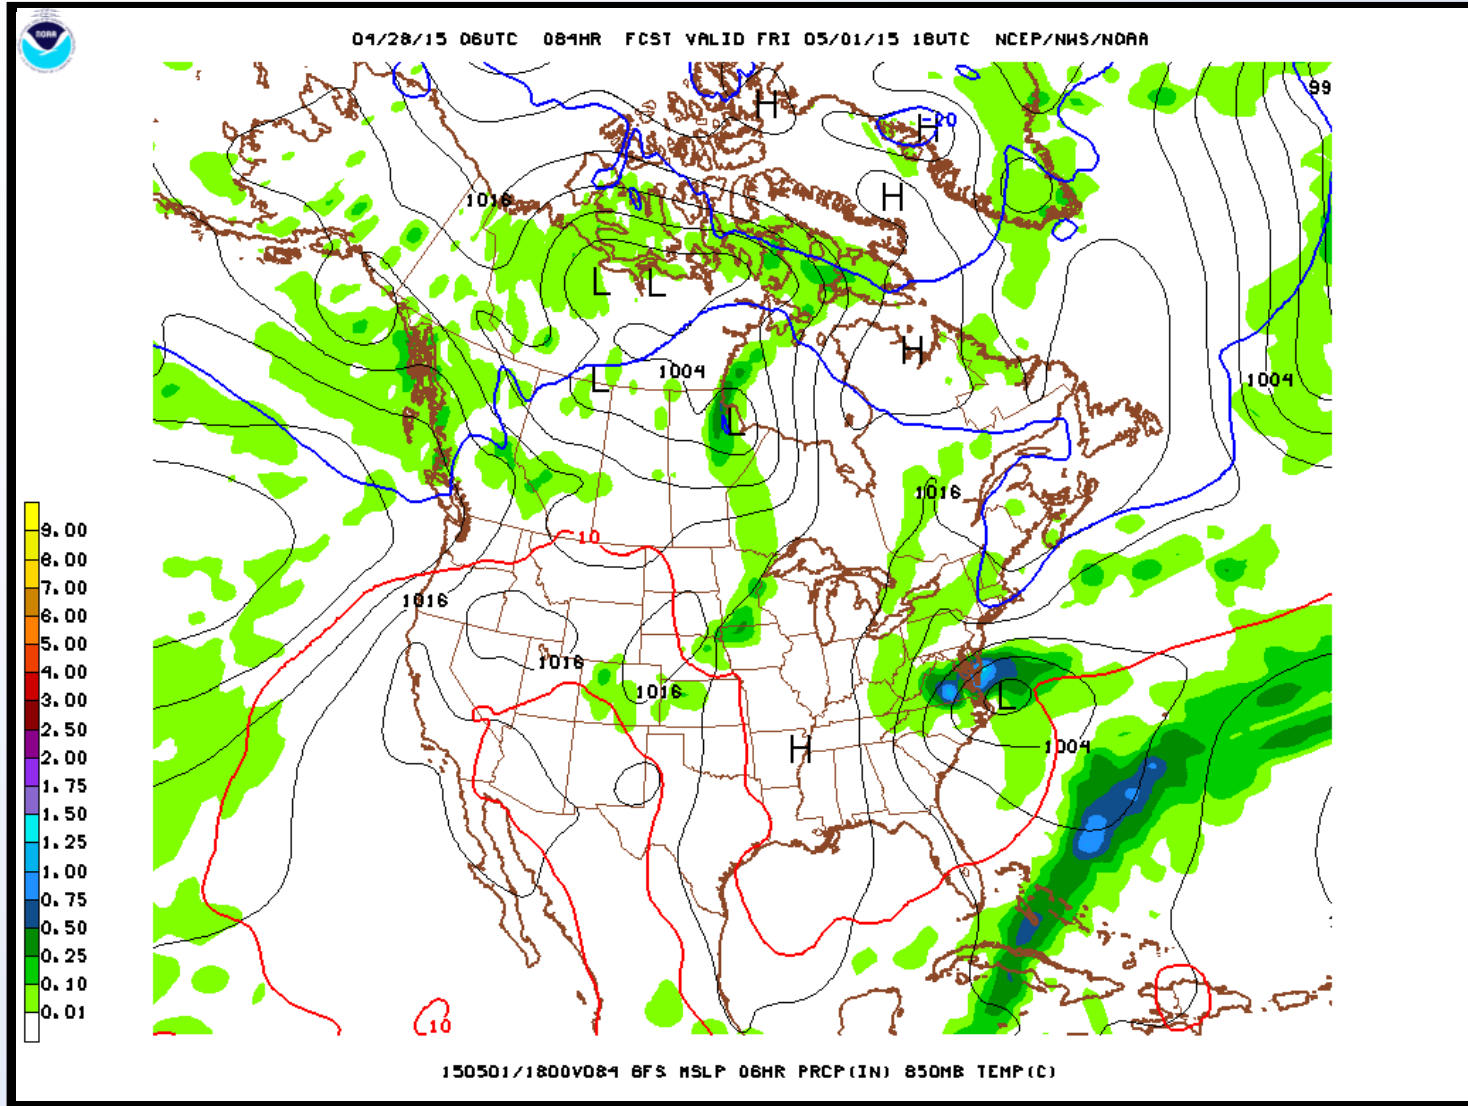 NOAA
04/28/15 06UTC 084HR FCST VALID FRI 05/01/15 18UTC NCEP/NWS/NOAA
99
H
-20
H
H
1016
L
L
H
L
1004
1004
L
1016
10
1016
1016
1016
L
H
1004
10
9.00
8.00
7.00
6.00
5.00
4.00
3.00
2.50
2.00
1.75
1.50
1.25
1.00
0.75
0.50
0.25
0.10
0.01
150501/1800V084 GFS MSLP 06HR PRCP(IN) 850MB TEMP(C)